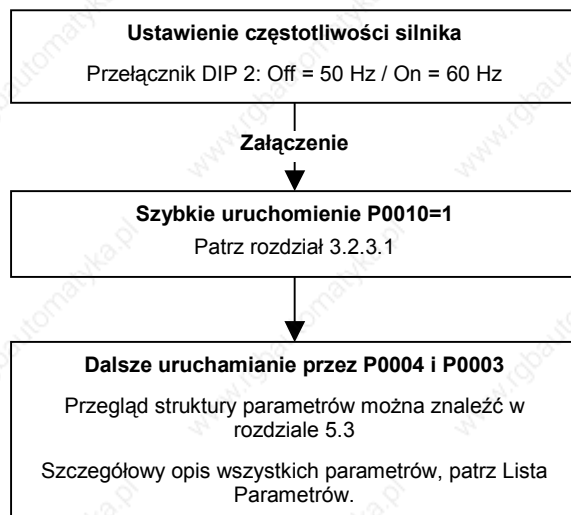 Ustawienie częstotliwości silnika
Przełącznik DIP 2: Off = 50 Hz / On = 60 Hz
Załączenie
Szybkie uruchomienie P0010=1
Patrz rozdział 3.2.3.1
Dalsze uruchamianie przez P0004 i P0003
Przegląd struktury parametrów można znaleźć w
rozdziale 5.3
Szczegółowy opis wszystkich parametrów, patrz Lista
Parametrów.